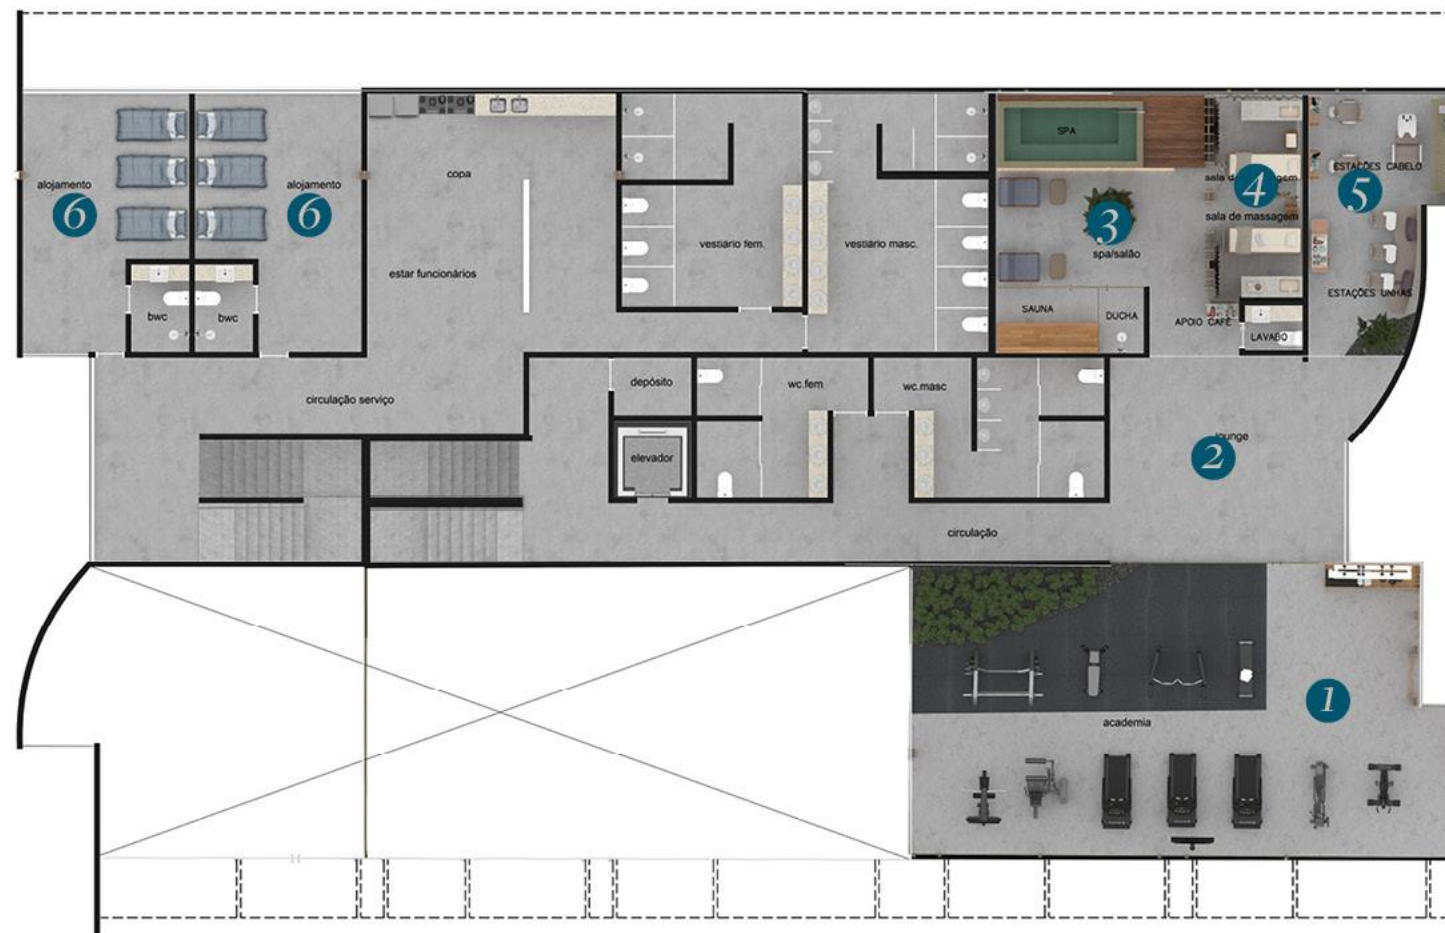 SPA
ESTAÇÕES CABELO
copa
alojamento
alojamento
6
6
4
5
sala de massagem
3
vestiário fem.
vestiário masc.
spa/salão
estar funcionários
ESTAÇÕES UNHAS
SAUNA
DUCHA
APOIO CAFÉ
LAVABO
bwc
bwc
circulação serviço
depósito
wc.fem
wc.masc
lounge
2
elevador
circulação
1
academia